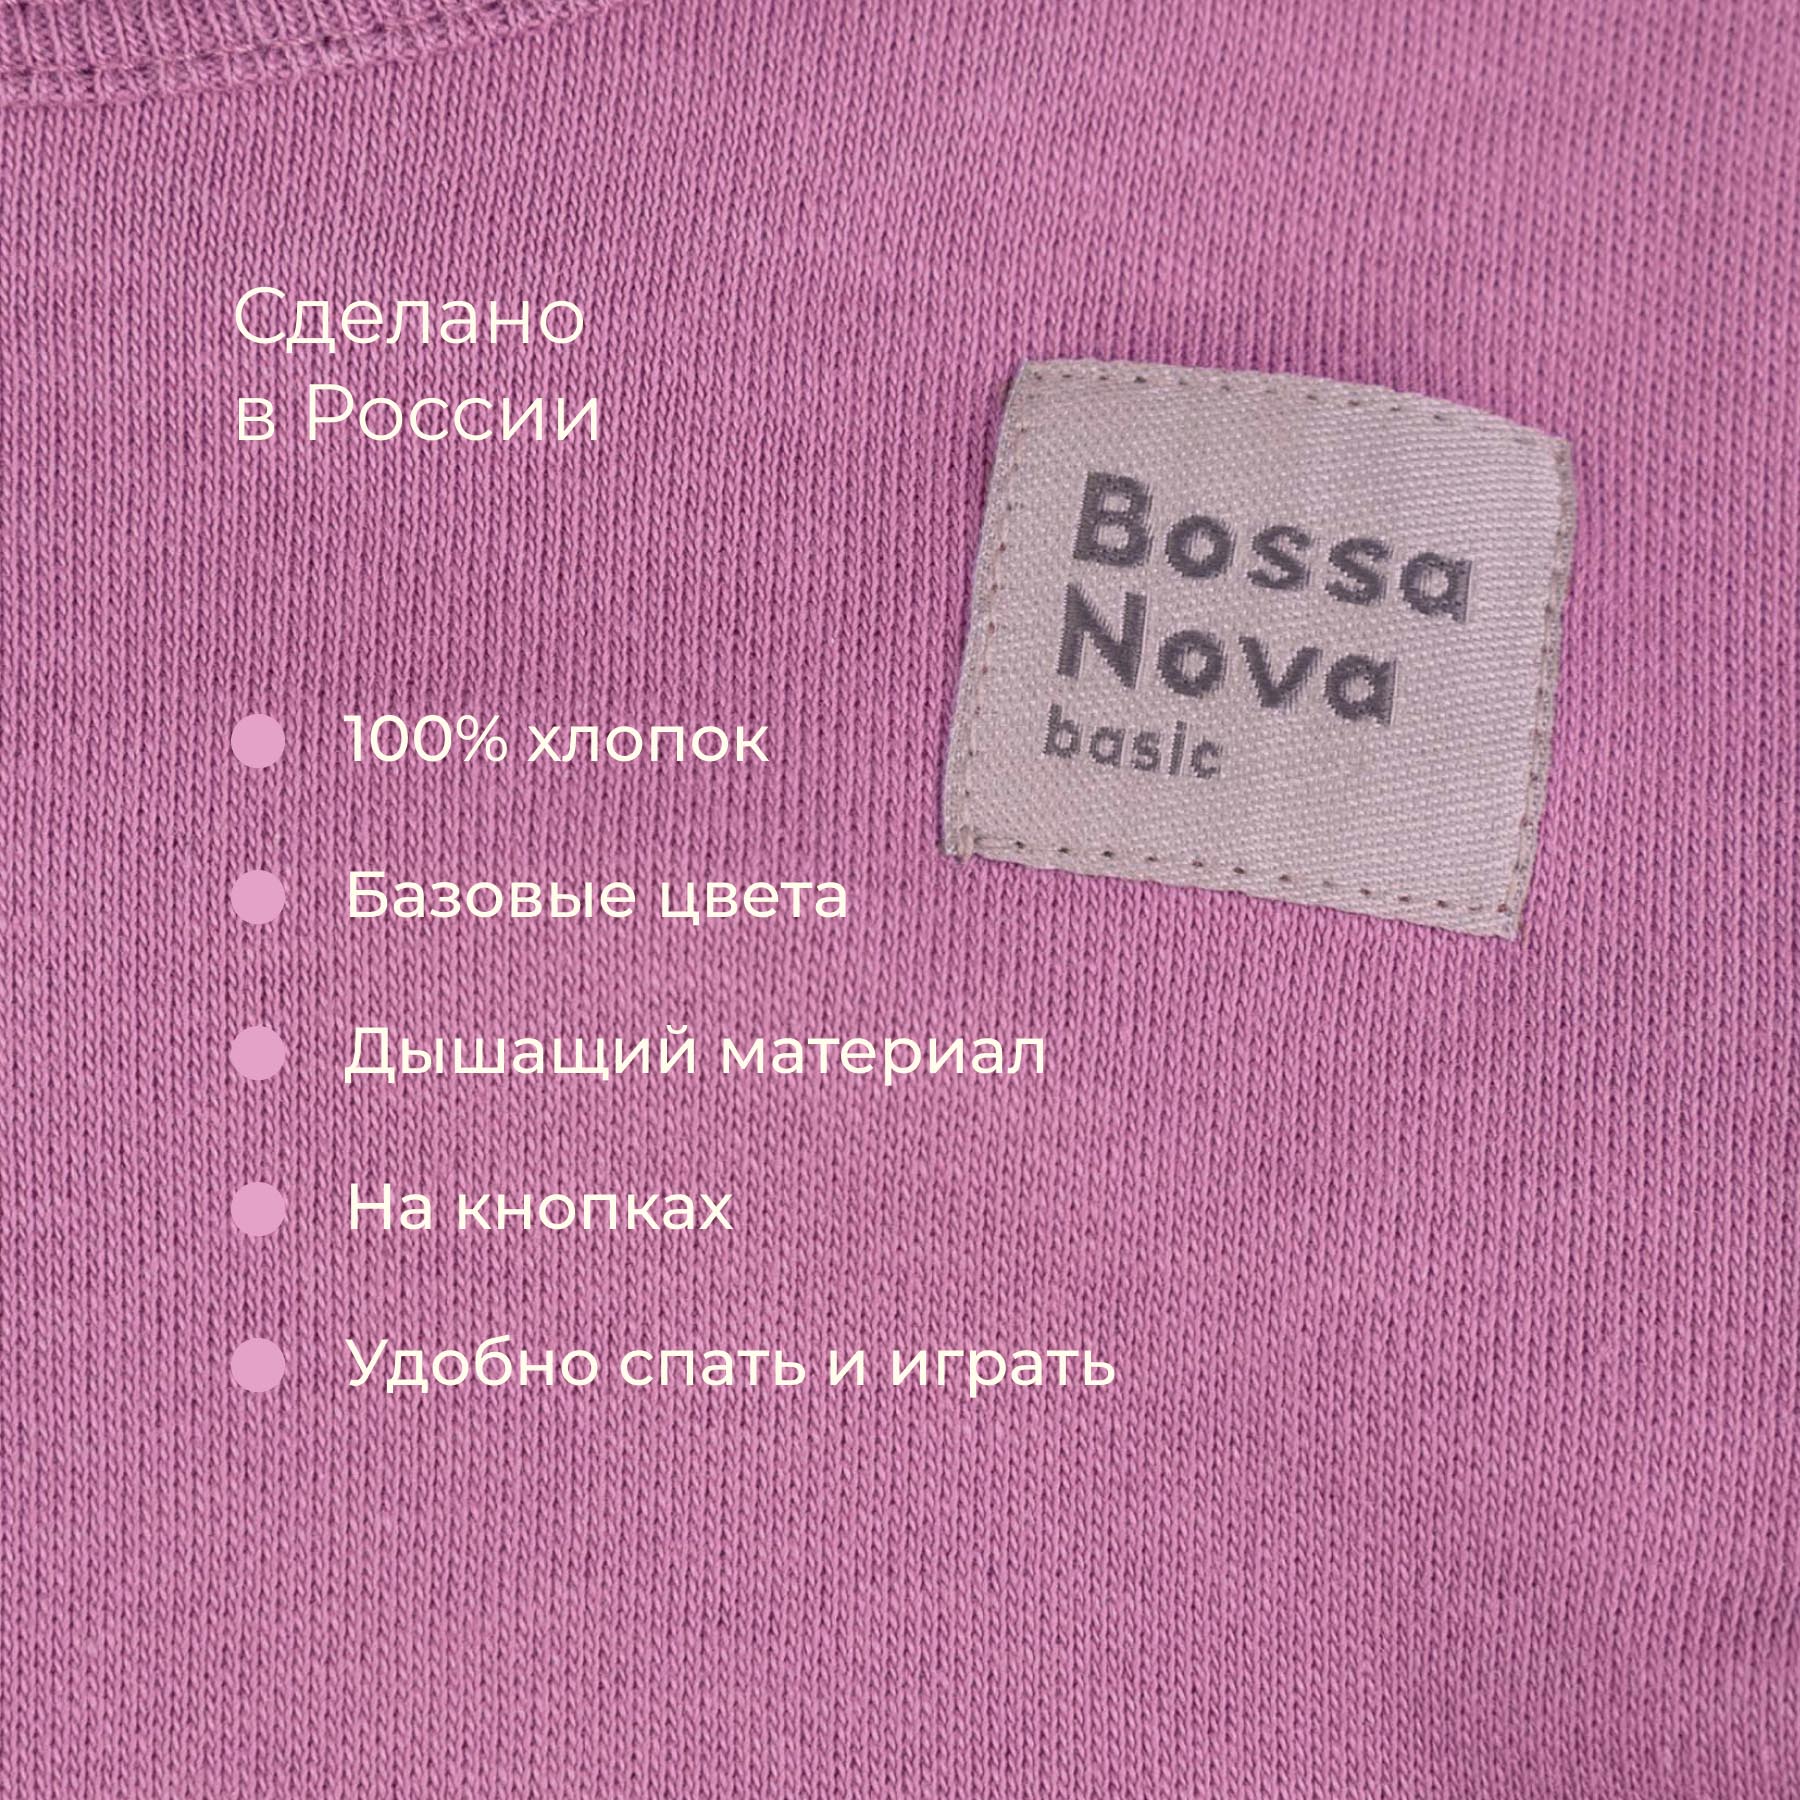 Сделано
в России
Bossa
Nova
basic
100% хлопок
Базовые цвета
Дышащий материал
На кнопках
Удобно спать и играть